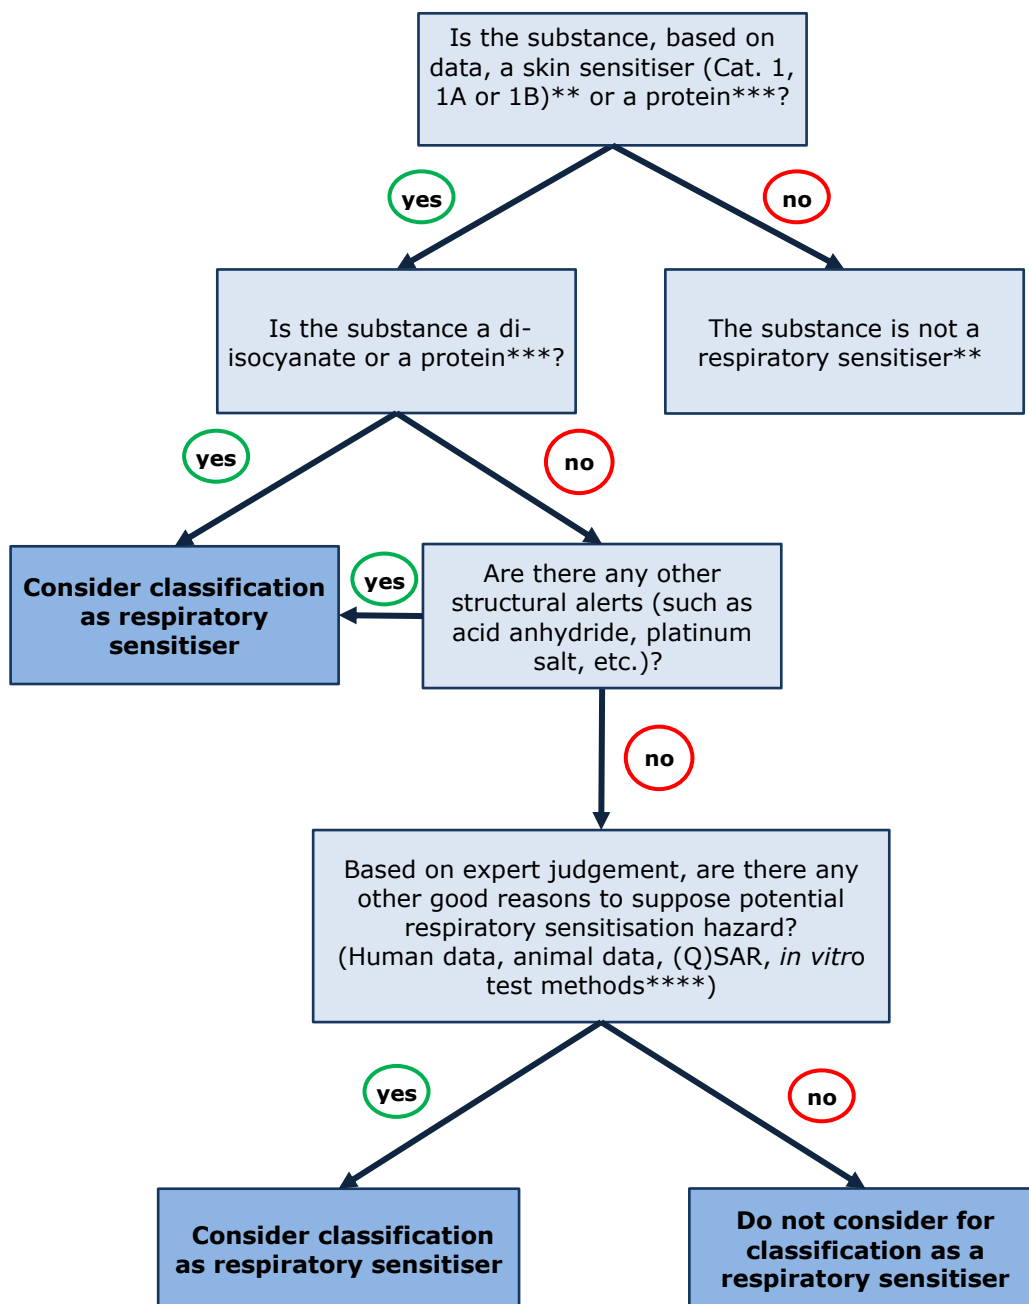 Is the substance, based on
data, a skin sensitiser (Cat. 1,
1A or 1B)** or a protein***?
yes
no
Is the substance a di-
isocyanate or a protein***?
The substance is not a
respiratory sensitiser**
yes
no
Consider classification
as respiratory
sensitiser
yes
Are there any other
structural alerts (such as
acid anhydride, platinum
salt, etc.)?
no
Based on expert judgement, are there any
other good reasons to suppose potential
respiratory sensitisation hazard?
(Human data, animal data, (Q)SAR, in vitro
test methods****)
yes
no
Consider classification
as respiratory sensitiser
Do not consider for
classification as a
respiratory sensitiser